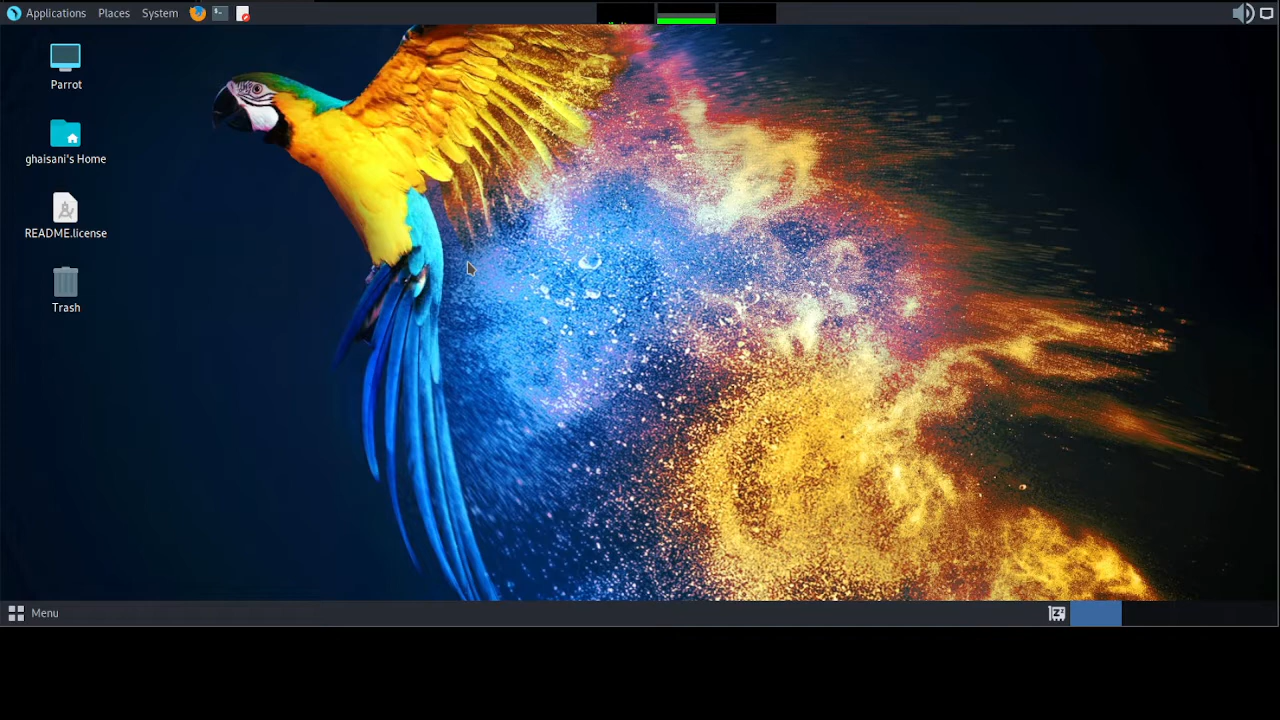 Applications Places System
Parrot
ghaisani's Home
README.license
Trash
Menu